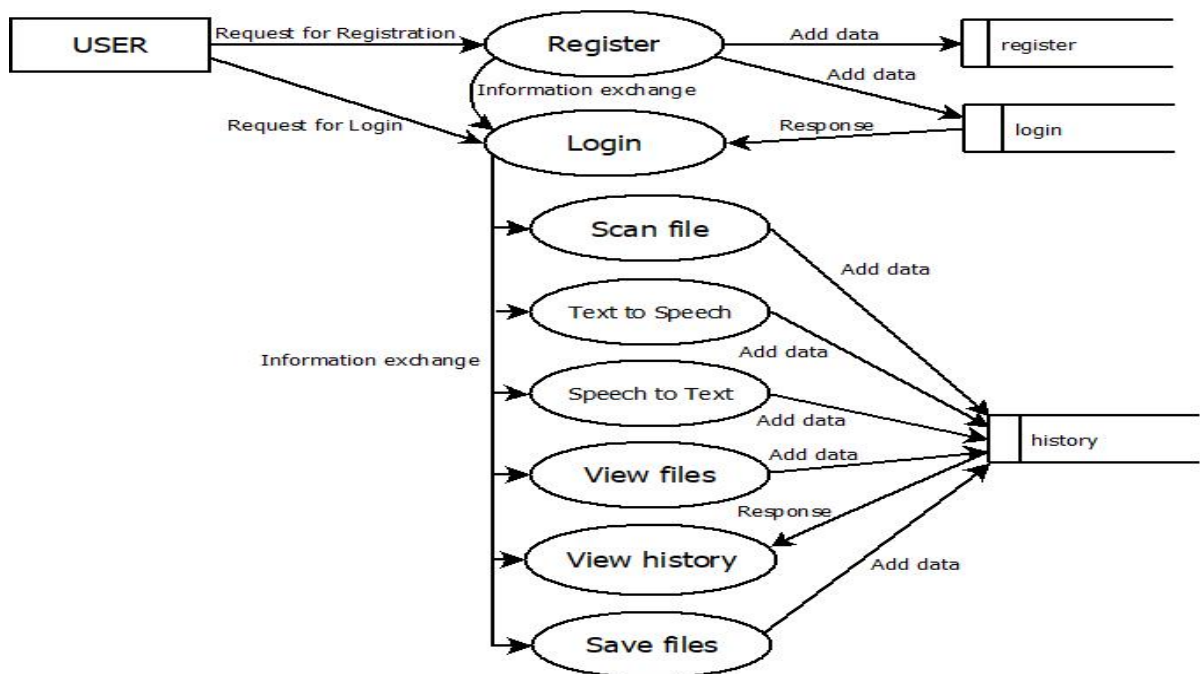 USER
Request for Registration
Register
Add data
register
Information exchange
Add data
Request for Login
Login
Response
login
Scan file
Add data
Text to Speech
Add data
Information exchange
Speech to Text
Add data
history
View files
Add data
Response
View history
Add data
Save files